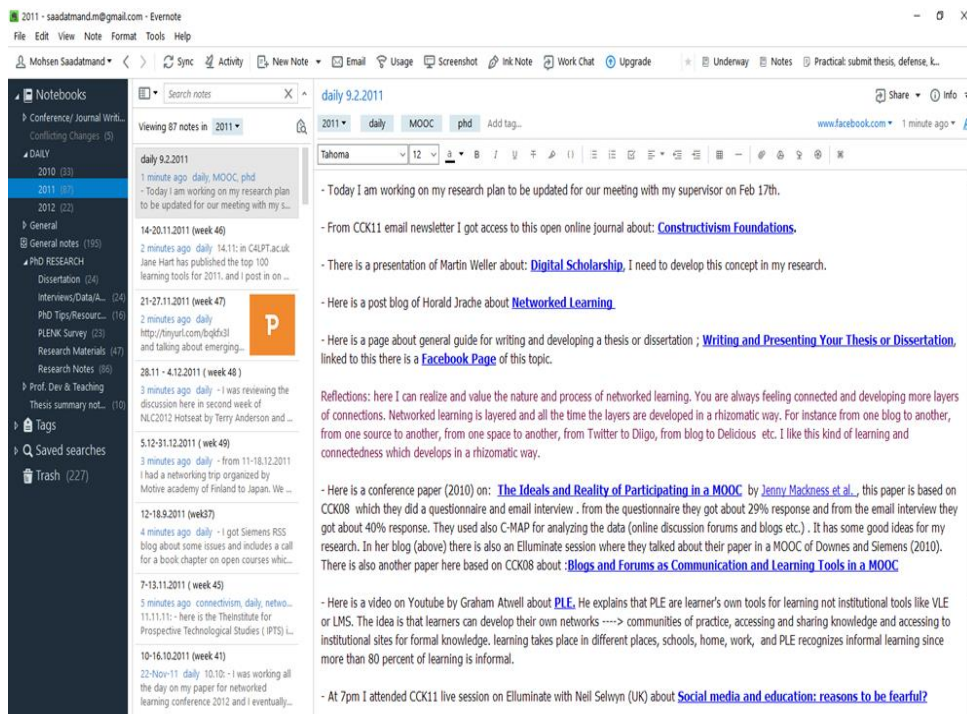 2011 - saadatmand.m@gmail.com - Evernote
File Edit View Note Format Tools Help
Mohsen Saadatmand Sync Activity New Note Email Usage Screenshot Ink Note Work Chat Upgrade Underway Notes Practical: submit thesis, defense, k...
Notebooks
Conference/ Journal Writi...
Conflicting Changes (5)
DAILY
2010 (33)
2011 (87)
2012 (22)
General
General notes (195)
PhD RESEARCH
Dissertation (24)
Interviews/Data/A... (24)
PhD Tips/Resourc... (16)
PLENK Survey (23)
Research Materials (47)
Research Notes (86)
Prof. Dev & Teaching
Thesis summary not... (10)
Tags
Saved searches
Trash (227)
Search notes
Viewing 87 notes in 2011
daily 9.2.2011
1 minute ago daily, MOOC, phd
- Today I am working on my research plan
to be updated for our meeting with my s...
14-20.11.2011 (week 46)
2 minutes ago daily 14.11: in C4LPT.ac.uk
Jane Hart has published the top 100
learning tools for 2011. and I post in on ...
21-27.11.2011 (week 47)
2 minutes ago daily
http://tinyurl.com/bqkfx3l
and talking about emerging...
P
28.11 - 4.12.2011 ( week 48 )
3 minutes ago daily - I was reviewing the
discussion here in second week of
NLC2012 Hotseat by Terry Anderson and ...
5.12-31.12.2011 ( wek 49)
3 minutes ago daily - from 11-18.12.2011
I had a networking trip organized by
Motive academy of Finland to Japan. We ...
12-18.9.2011 (wek37)
4 minutes ago daily - I got Siemens RSS
blog about some issues and includes a call
for a book chapter on open courses whic...
7-13.11.2011 ( week 45)
5 minutes ago connectivism, daily, netwo...
11.11.11: - here is the TheInstitute for
Prospective Technological Studies ( IPTS) i...
10-16.10.2011 (week 41)
22-Nov-11 daily 10.10: - I was working all
the day on my paper for networked
learning conference 2012 and I eventually...
daily 9.2.2011
Share Info
2011 daily MOOC phd Add tag...
www.facebook.com 1 minute ago
Tahoma 12 a B I U T
- Today I am working on my research plan to be updated for our meeting with my supervisor on Feb 17th.
- From CCK11 email newsletter I got access to this open online journal about: Constructivism Foundations.
- There is a presentation of Martin Weller about: Digital Scholarship, I need to develop this concept in my research.
- Here is a post blog of Horald Jrache about Networked Learning
- Here is a page about general guide for writing and developing a thesis or dissertation ; Writing and Presenting Your Thesis or Dissertation,
linked to this there is a Facebook Page of this topic.
Reflections: here I can realize and value the nature and process of networked learning. You are always feeling connected and developing more layers
of connections. Networked learning is layered and all the time the layers are developed in a rhizomatic way. For instance from one blog to another,
from one source to another, from one space to another, from Twitter to Diigo, from blog to Delicious etc. I like this kind of learning and
connectedness which develops in a rhizomatic way.
- Here is a conference paper (2010) on: The Ideals and Reality of Participating in a MOOC by Jenny Mackness et al. , this paper is based on
CCK08 which they did a questionnaire and email interview . from the questionnaire they got about 29% response and from the email interview they
got about 40% response. They used also C-MAP for analyzing the data (online discussion forums and blogs etc.) . It has some good ideas for my
research. In her blog (above) there is also an Elluminate session where they talked about their paper in a MOOC of Downes and Siemens (2010).
There is also another paper here based on CCK08 about :Blogs and Forums as Communication and Learning Tools in a MOOC
- Here is a video on Youtube by Graham Atwell about PLE. He explains that PLE are learner's own tools for learning not institutional tools like VLE
or LMS. The idea is that learners can develop their own networks ----> communities of practice, accessing and sharing knowledge and accessing to
institutional sites for formal knowledge. learning takes place in different places, schools, home, work, and PLE recognizes informal learning since
more than 80 percent of learning is informal.
- At 7pm I attended CCK11 live session on Elluminate with Neil Selwyn (UK) about Social media and education: reasons to be fearful?